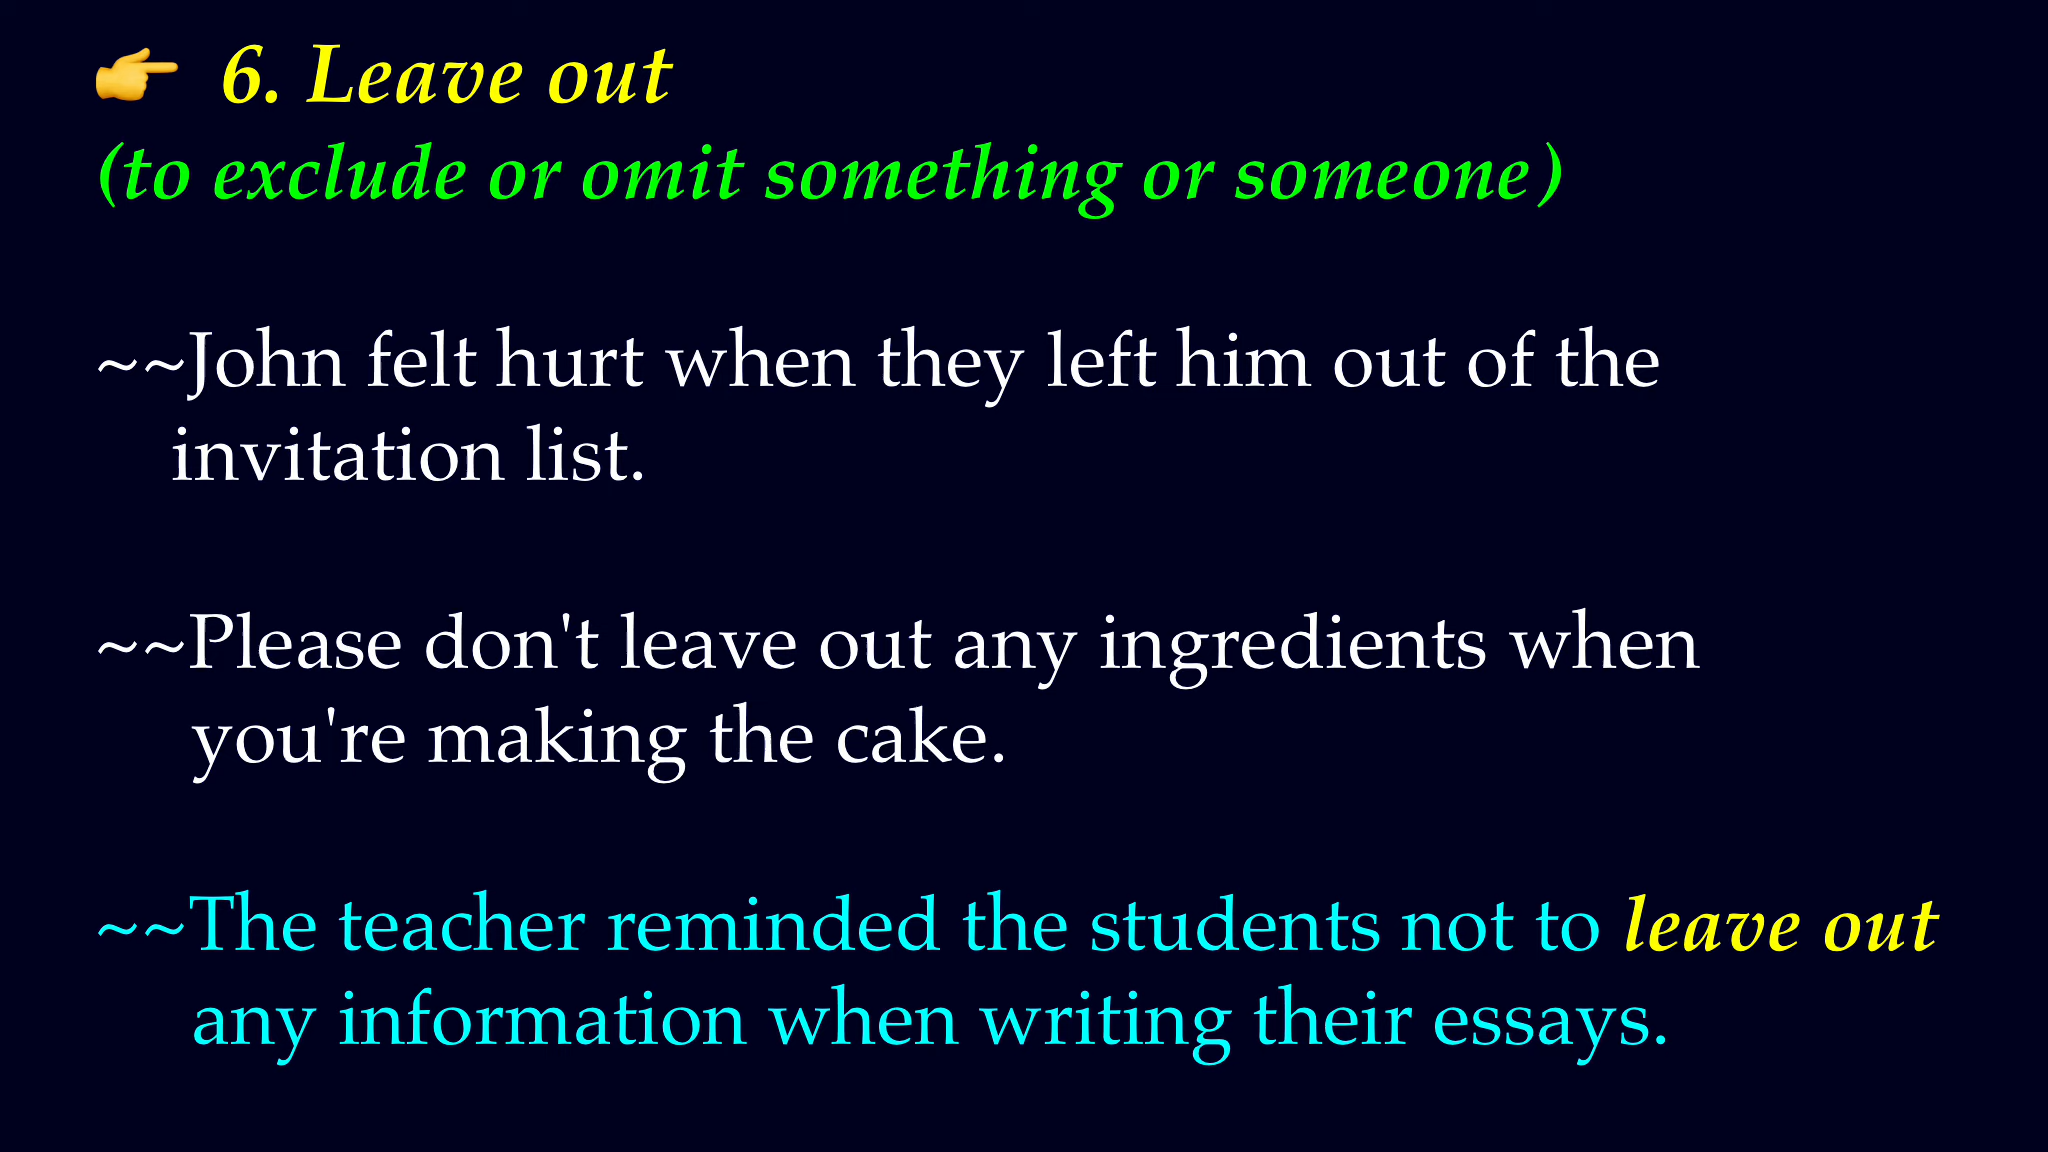 👉 6. Leave out
(to exclude or omit something or someone)
~~John felt hurt when they left him out of the
invitation list.
~~Please don't leave out any ingredients when
you're making the cake.
~~The teacher reminded the students not to leave out
any information when writing their essays.